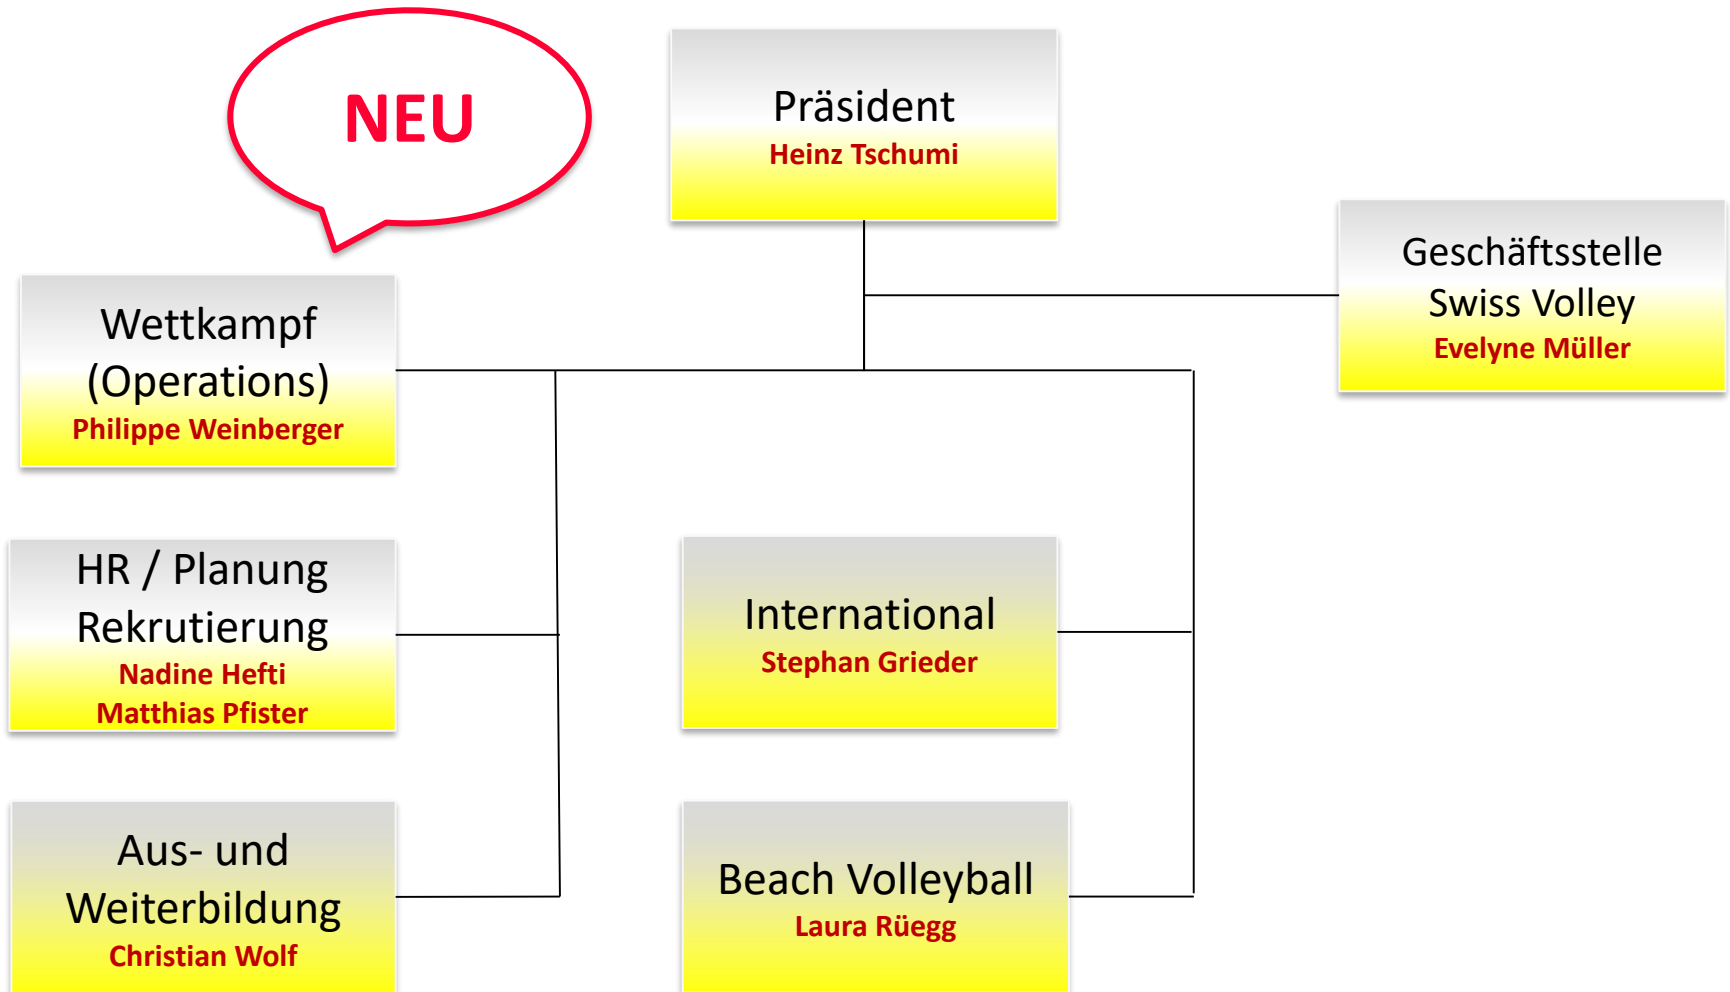 NEU
Präsident
Heinz Tschumi
Geschäftsstelle
Swiss Volley
Evelyne Müller
Wettkampf
(Operations)
Philippe Weinberger
HR / Planung
Rekrutierung
Nadine Hefti
Matthias Pfister
International
Stephan Grieder
Aus- und
Weiterbildung
Christian Wolf
Beach Volleyball
Laura Rüegg